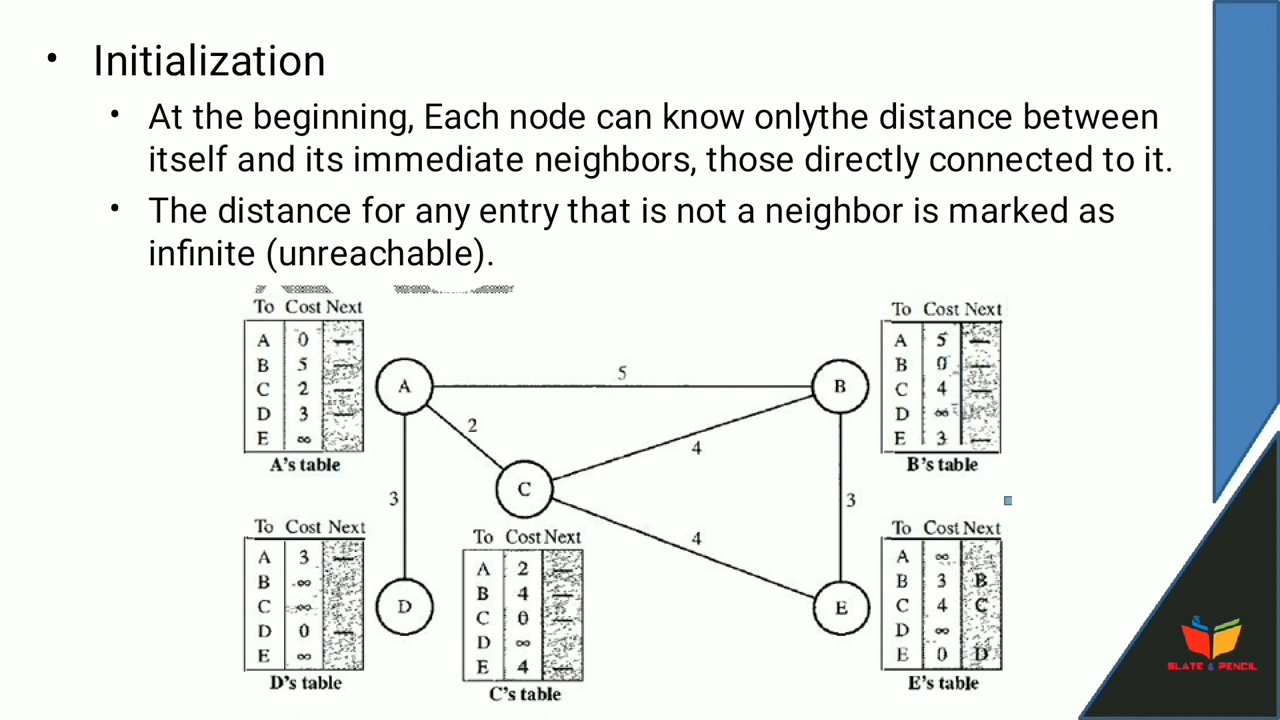 • Initialization
• At the beginning, Each node can know onlythe distance between
itself and its immediate neighbors, those directly connected to it.
• The distance for any entry that is not a neighbor is marked as
infinite (unreachable).
To Cost Next
A 0 —
B 5 —
C 2 —
D 3 —
E ∞
A's table
To Cost Next
A 5 —
B 0 —
C 4 —
D ∞
E 3 —
B's table
A
5
B
2
4
C
3
3
4
D
E
To Cost Next
A 3 —
B ∞
C ∞
D 0 —
E ∞
D's table
To Cost Next
A 2 —
B 4 —
C 0 —
D ∞
E 4 —
C's table
To Cost Next
A ∞
B 3 B
C 4 C
D ∞
E 0 D
E's table
SLATE & PENCIL